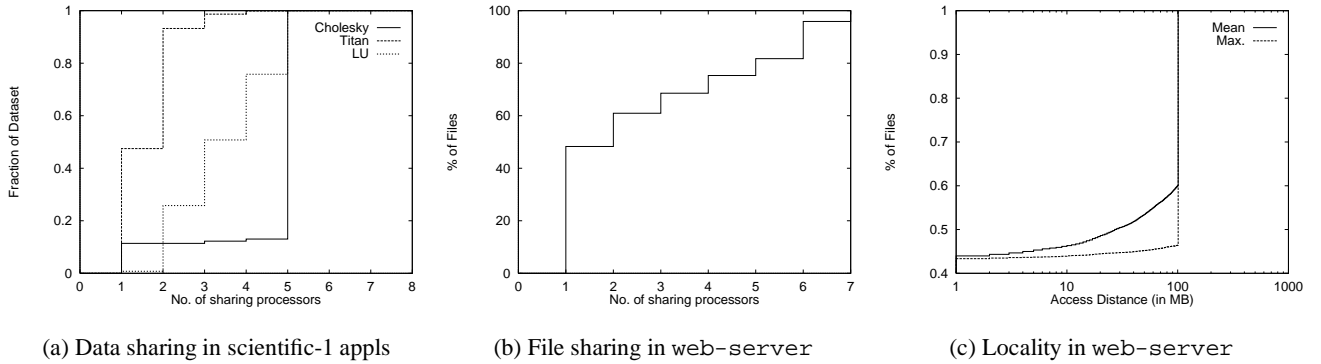 1
0.8
0.6
0.4
0.2
0
Fraction of Dataset
Cholesky
Titan
LU
0 1 2 3 4 5 6 7 8
No. of sharing processors
(a) Data sharing in scientific-1 appls
100
80
60
40
20
0
% of Files
0 1 2 3 4 5 6 7
No. of sharing processors
(b) File sharing in web-server
1
0.9
0.8
0.7
0.6
0.5
0.4
% of Files
Mean
Max.
1 10 100 1000
Access Distance (in MB)
(c) Locality in web-server